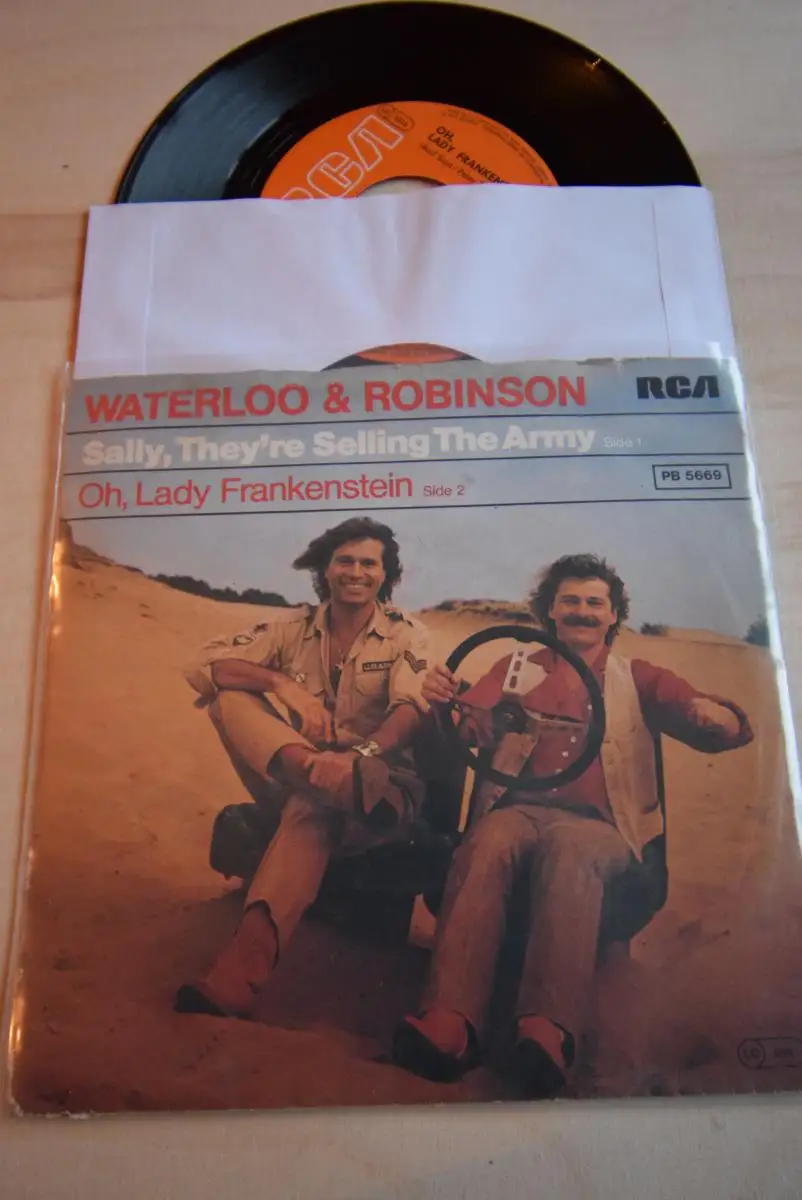 RCA
OH,
LADY FRANKEN
WATERLOO & ROBINSON
RCA
Sally, They're Selling The Army Side 1
Oh, Lady Frankenstein Side 2
PB 5669
LC